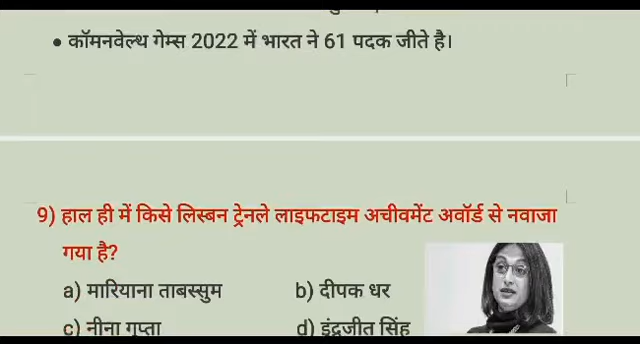 • कॉमनवेल्थ गेम्स 2022 में भारत ने 61 पदक जीते है।
9) हाल ही में किसे लिस्बन ट्रेनले लाइफटाइम अचीवमेंट अवॉर्ड से नवाजा
गया है?
a) मारियाना ताबस्सुम b) दीपक धर
c) नीना गुप्ता d) इंद्रजीत सिंह